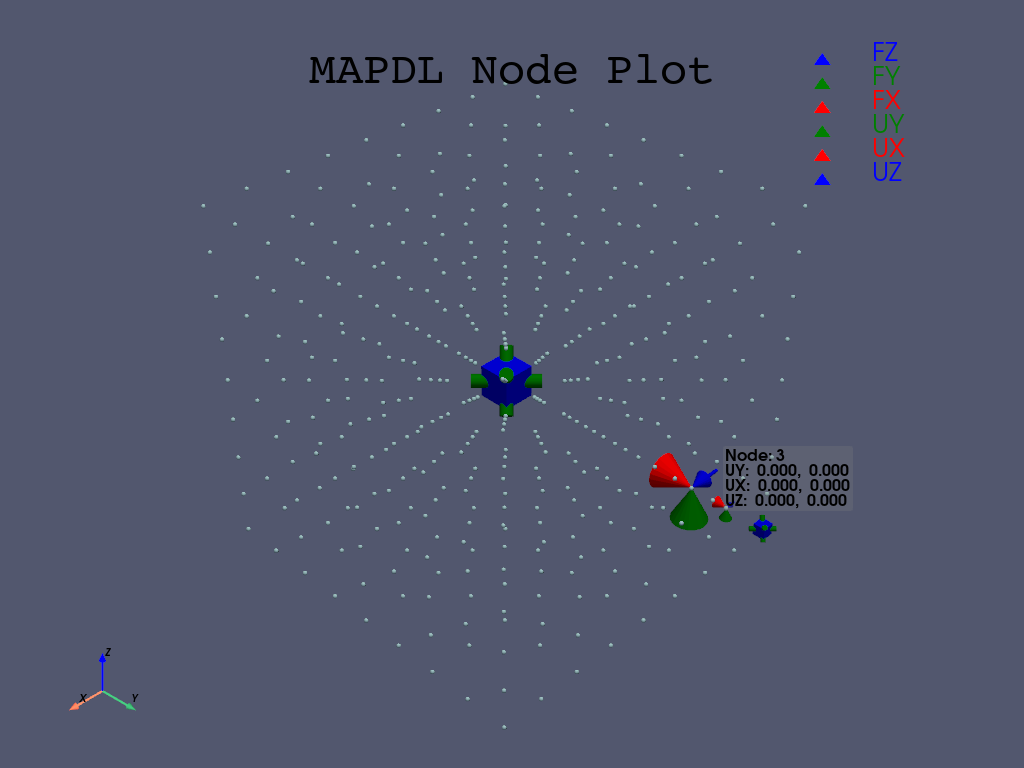 MAPDL Node Plot
FZ
FY
FX
UY
UX
UZ
Node: 3
UY: 0.000, 0.000
UX: 0.000, 0.000
UZ: 0.000, 0.000
Z
X
Y